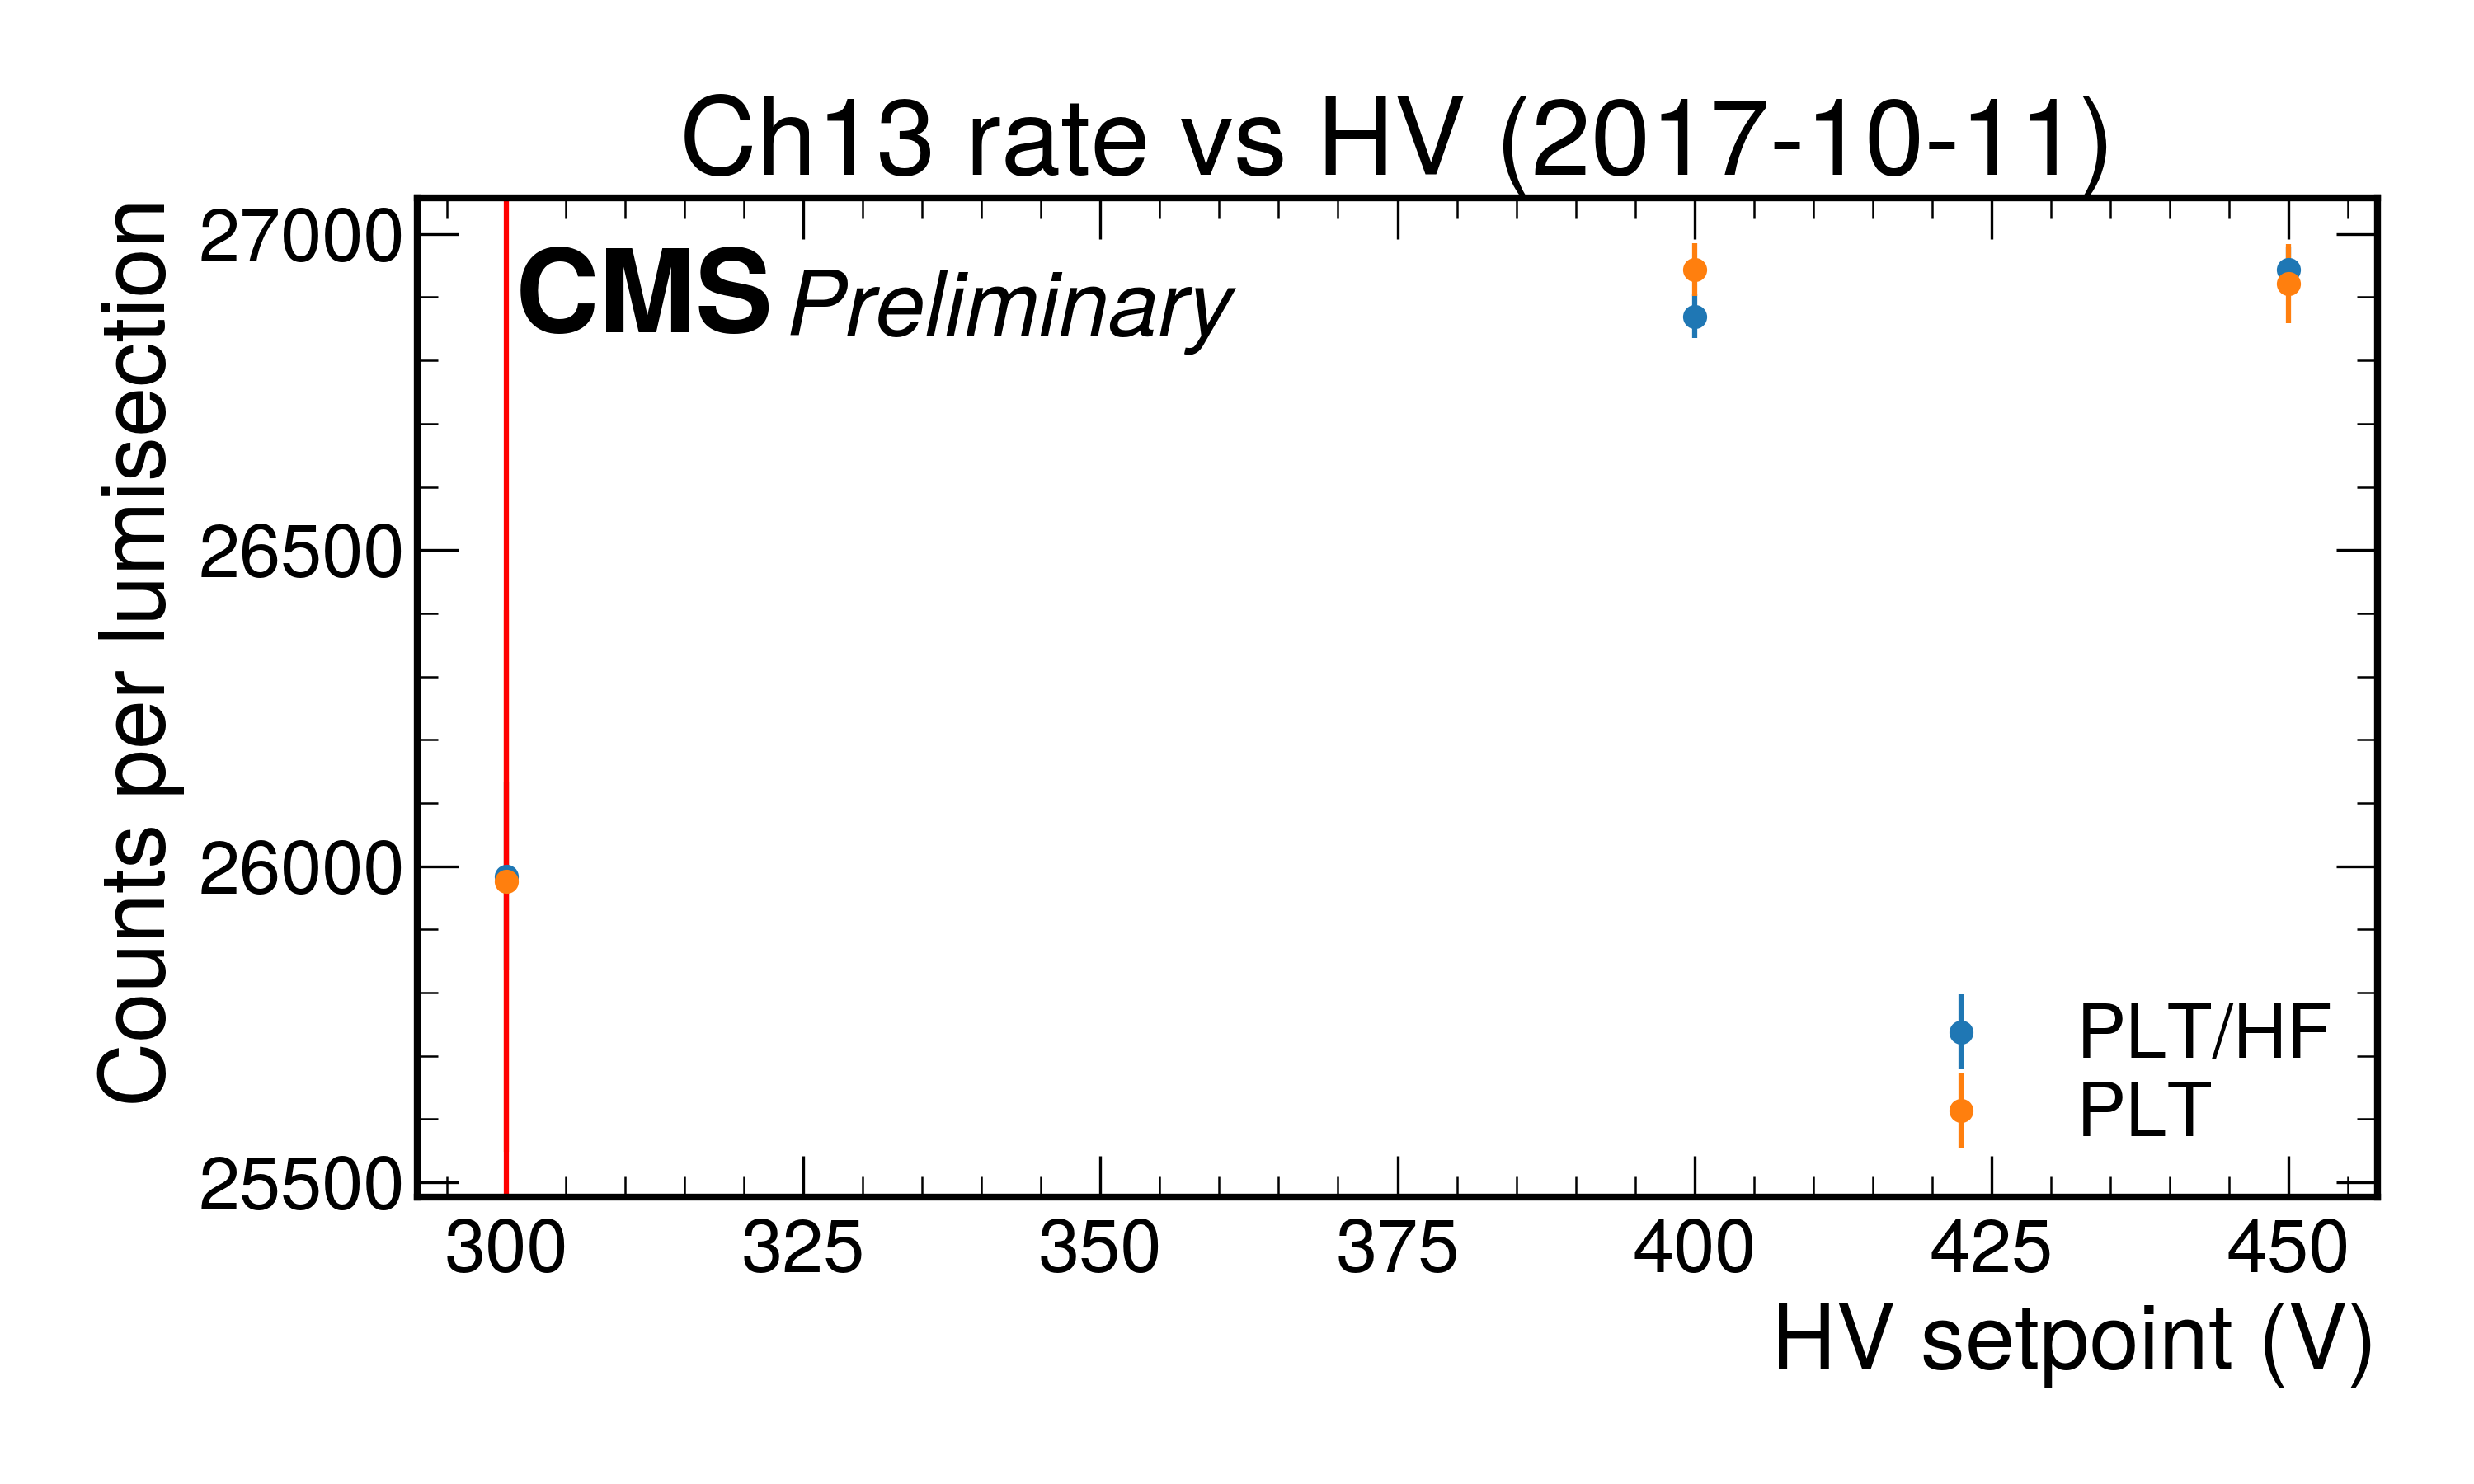 Ch13 rate vs HV (2017-10-11)
CMS Preliminary
Counts per lumisection
27000
26500
26000
25500
PLT/HF
PLT
300 325 350 375 400 425 450
HV setpoint (V)